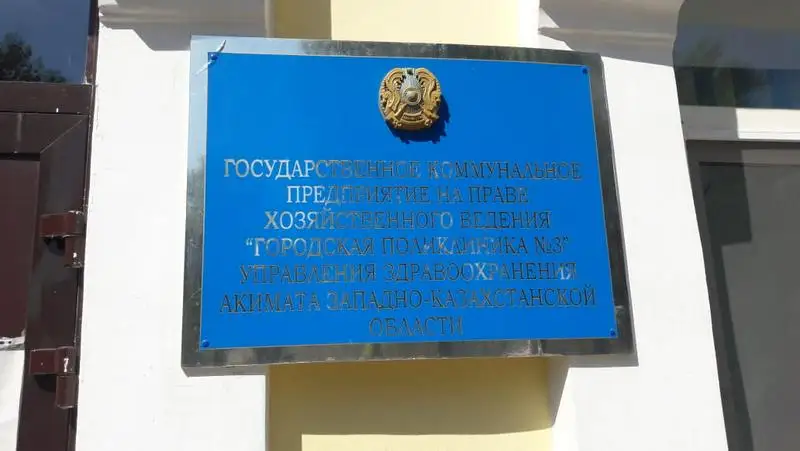 ГОСУДАРСТВЕННОЕ КОММУНАЛЬНОЕ
ПРЕДПРИЯТИЕ НА ПРАВЕ
ХОЗЯЙСТВЕННОГО ВЕДЕНИЯ
"ГОРОДСКАЯ ПОЛИКЛИНИКА №3"
УПРАВЛЕНИЯ ЗДРАВООХРАНЕНИЯ
АКИМАТА ЗАПАДНО-КАЗАХСТАНСКОЙ
ОБЛАСТИ